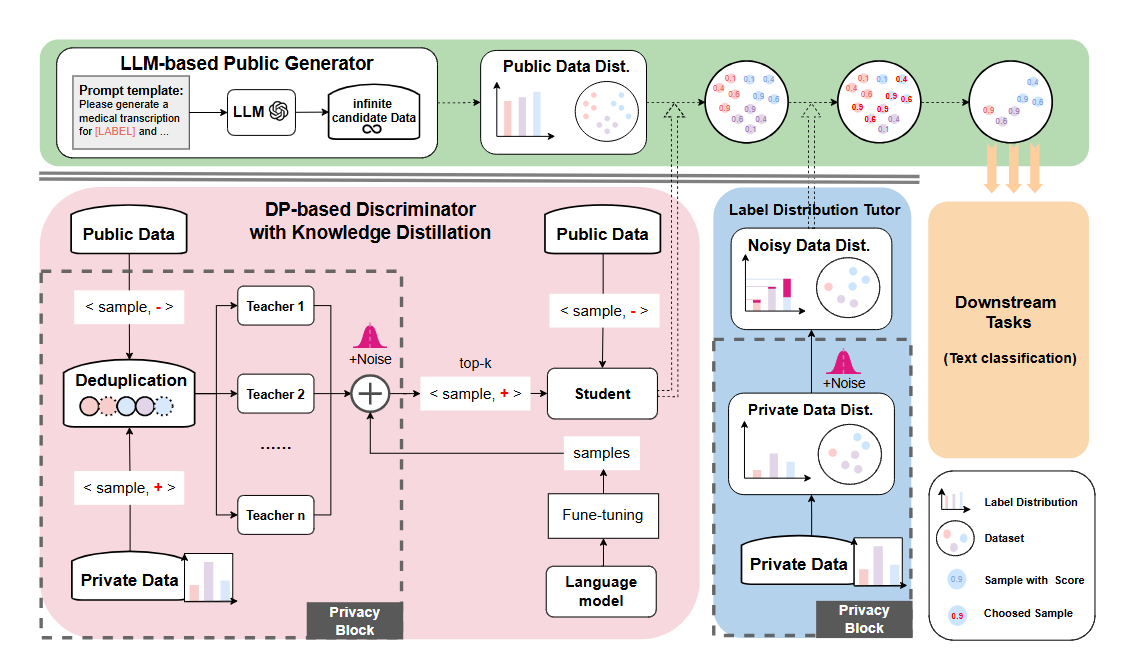 LLM-based Public Generator
Prompt template:
Please generate a
medical transcription
for [LABEL] and ...
LLM
infinite
candidate Data
∞
Public Data Dist.
0.1
0.1
0.4
0.4
0.6
0.9
0.6
0.9
0.9
0.6
0.4
0.1
0.1
0.1
0.4
0.4
0.6
0.9
0.6
0.9
0.9
0.6
0.4
0.1
0.4
0.6
0.9
0.9
0.6
DP-based Discriminator
with Knowledge Distillation
Public Data
< sample, - >
Deduplication
< sample, + >
Private Data
Teacher 1
Teacher 2
......
Teacher n
+Noise
top-k
< sample, + >
Public Data
< sample, - >
Student
samples
Fune-tuning
Language
model
Privacy
Block
Label Distribution Tutor
Noisy Data Dist.
+Noise
Private Data Dist.
Private Data
Privacy
Block
Downstream
Tasks
(Text classification)
Label Distribution
Dataset
0.9
Sample with Score
0.9
Choosed Sample